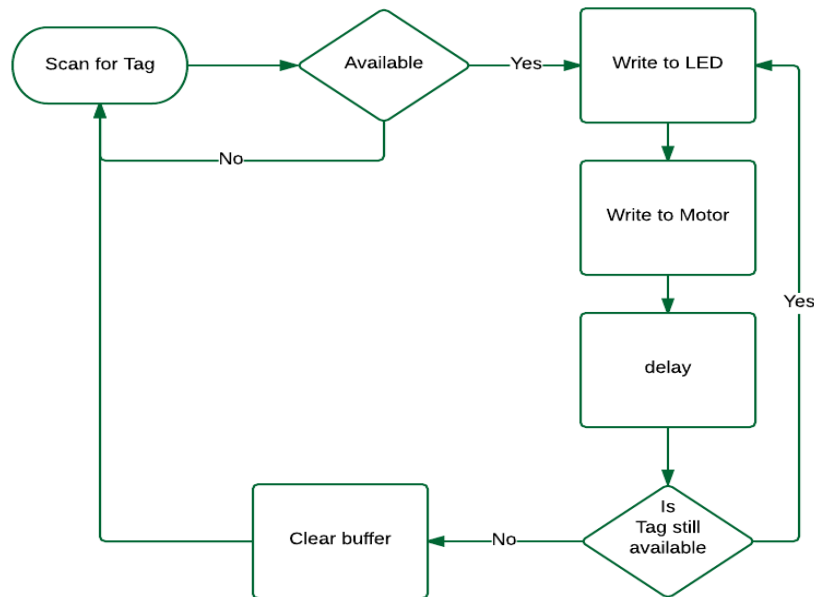 Scan for Tag
Available
Yes
Write to LED
No
Write to Motor
Yes
delay
Is
Tag still
available
No
Clear buffer